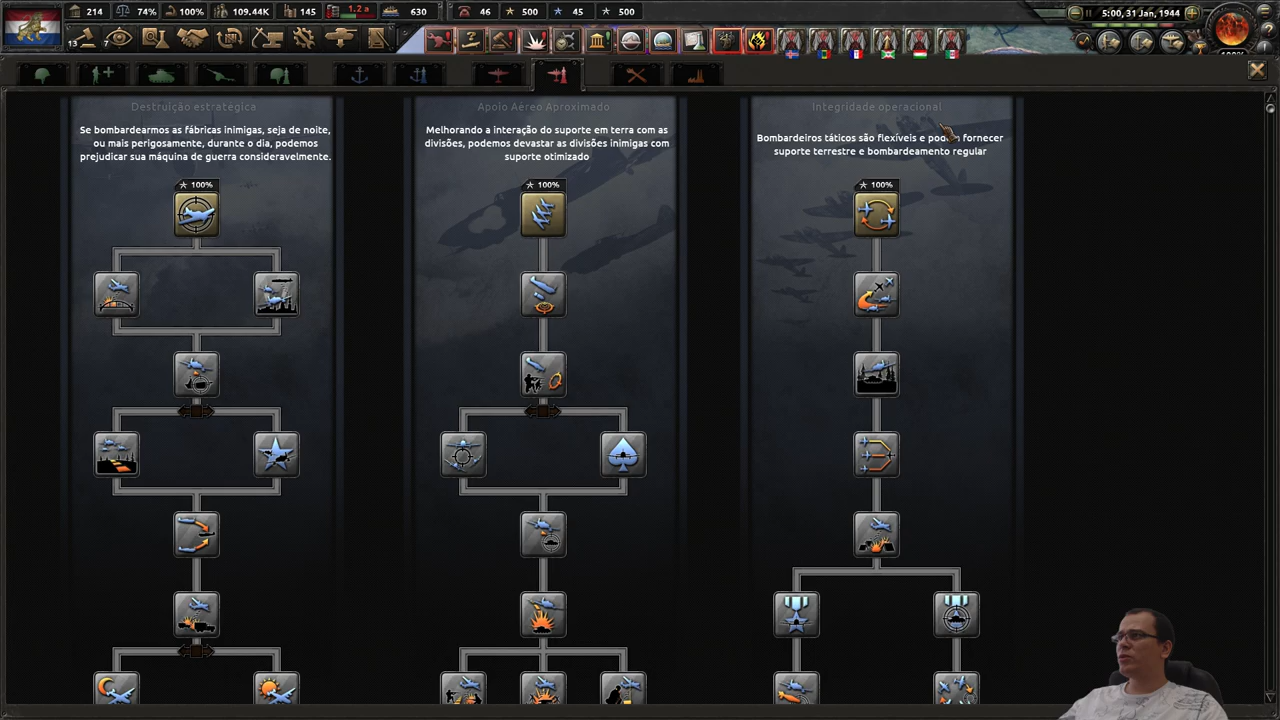 214 74% 100% 109.44K 145 1.2 a 630 46 500 45 500 5:00, 31 Jan, 1944
13 7
100%
Destruição estratégica
Se bombardearmos as fábricas inimigas, seja de noite,
ou mais perigosamente, durante o dia, podemos
prejudicar sua máquina de guerra consideravelmente.
100%
Apoio Aéreo Aproximado
Melhorando a interação do suporte em terra com as
divisões, podemos devastar as divisões inimigas com
suporte otimizado
100%
Integridade operacional
Bombardeiros táticos são flexíveis e fornecer
suporte terrestre e bombardeamento regular
100%